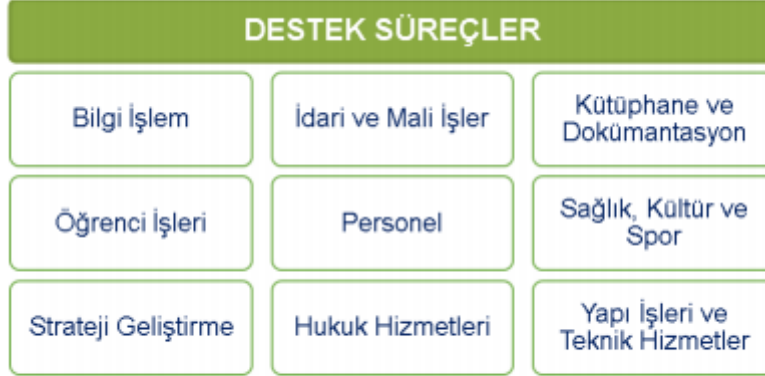 DESTEK SÜREÇLER
Bilgi İşlem
İdari ve Mali İşler
Kütüphane ve
Dokümantasyon
Öğrenci İşleri
Personel
Sağlık, Kültür ve
Spor
Strateji Geliştirme
Hukuk Hizmetleri
Yapı İşleri ve
Teknik Hizmetler